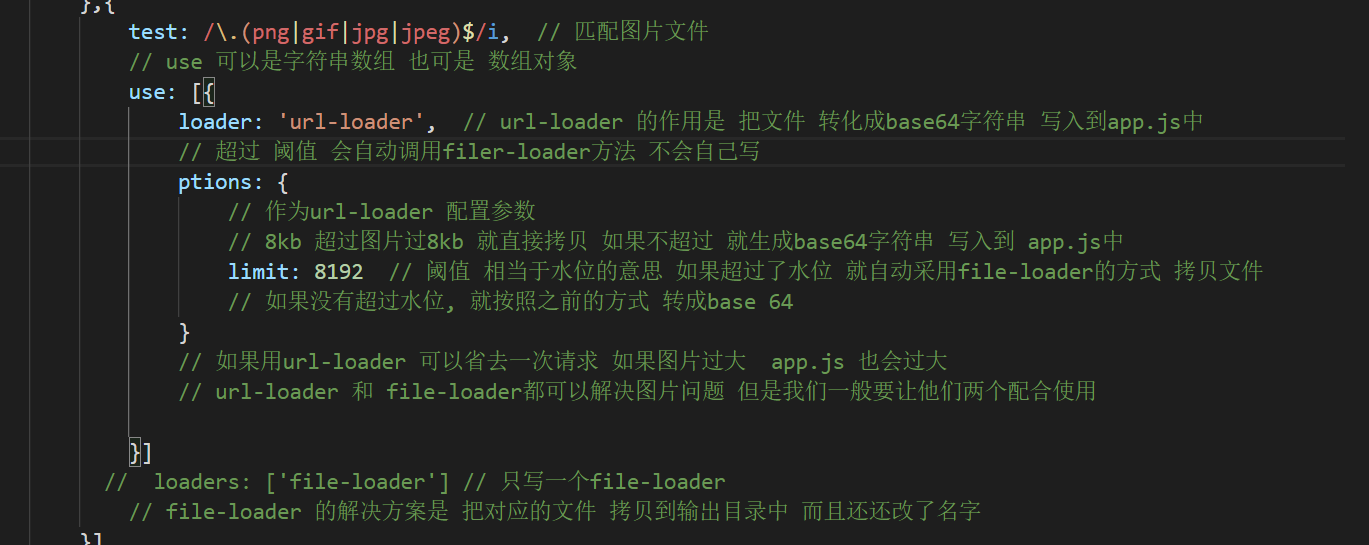 },{
test: /\.(png|gif|jpg|jpeg)$/i,  // 匹配图片文件
// use 可以是字符串数组 也可是 数组对象
use: [{
loader: 'url-loader',  // url-loader 的作用是 把文件 转化成base64字符串 写入到app.js中
// 超过 阈值 会自动调用filer-loader方法 不会自己写
ptions: {
// 作为url-loader 配置参数
// 8kb 超过图片过8kb 就直接拷贝 如果不超过 就生成base64字符串 写入到 app.js中
limit: 8192  // 阈值 相当于水位的意思 如果超过了水位 就自动采用file-loader的方式 拷贝文件
// 如果没有超过水位, 就按照之前的方式 转成base 64
}
// 如果用url-loader 可以省去一次请求 如果图片过大  app.js 也会过大
// url-loader 和 file-loader都可以解决图片问题 但是我们一般要让他们两个配合使用
}]
//  loaders: ['file-loader'] // 只写一个file-loader
// file-loader 的解决方案是 把对应的文件 拷贝到输出目录中 而且还还改了名字
}]